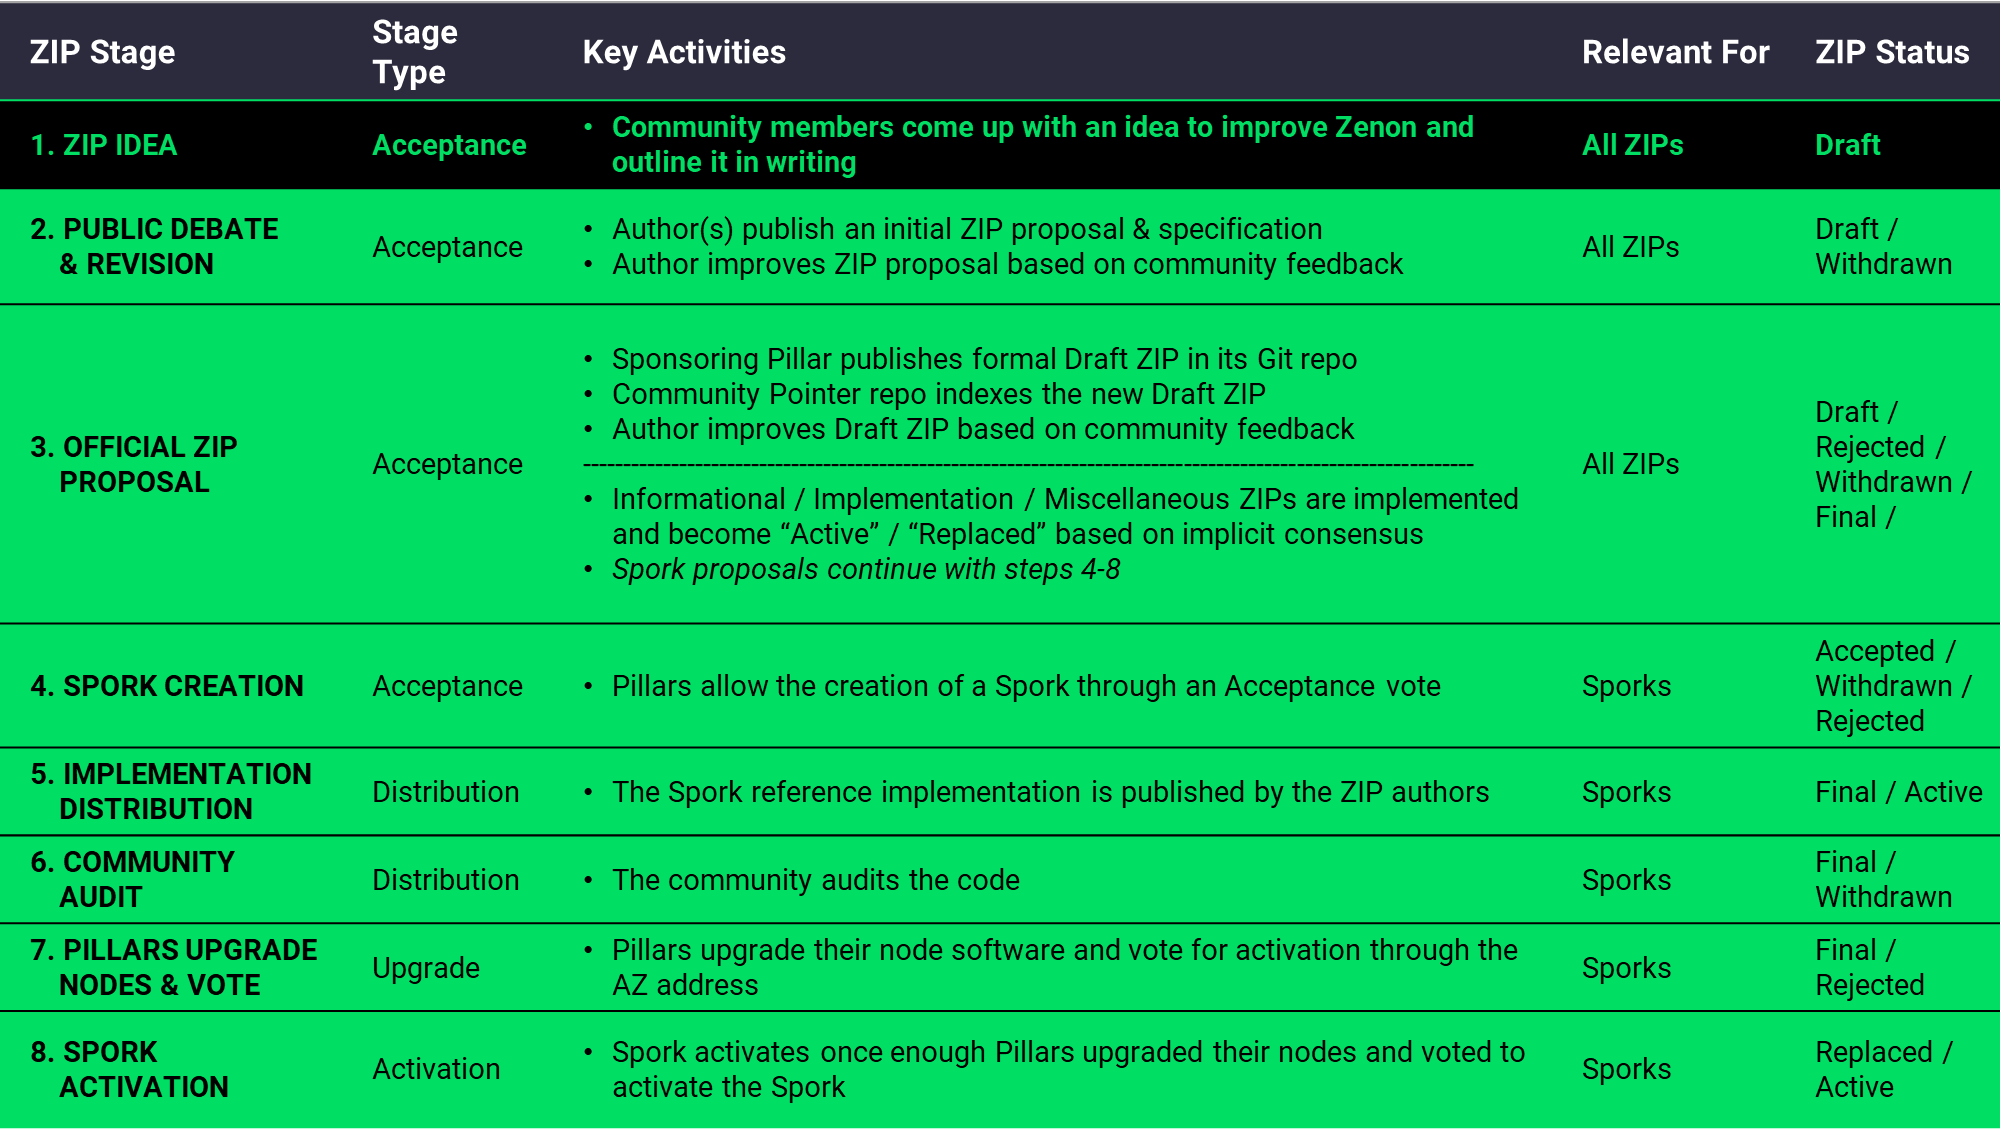 ZIP Stage
Stage
Type
Key Activities
Relevant For
ZIP Status
1. ZIP IDEA
Acceptance
• Community members come up with an idea to improve Zenon and
outline it in writing
All ZIPs
Draft
2. PUBLIC DEBATE
& REVISION
Acceptance
• Author(s) publish an initial ZIP proposal & specification
• Author improves ZIP proposal based on community feedback
All ZIPs
Draft /
Withdrawn
3. OFFICIAL ZIP
PROPOSAL
Acceptance
• Sponsoring Pillar publishes formal Draft ZIP in its Git repo
• Community Pointer repo indexes the new Draft ZIP
• Author improves Draft ZIP based on community feedback
---------------------------------------------------------------------------------------------------------------
• Informational / Implementation / Miscellaneous ZIPs are implemented
and become “Active” / “Replaced” based on implicit consensus
• Spork proposals continue with steps 4-8
All ZIPs
Draft /
Rejected /
Withdrawn /
Final /
4. SPORK CREATION
Acceptance
• Pillars allow the creation of a Spork through an Acceptance vote
Sporks
Accepted /
Withdrawn /
Rejected
5. IMPLEMENTATION
DISTRIBUTION
Distribution
• The Spork reference implementation is published by the ZIP authors
Sporks
Final / Active
6. COMMUNITY
AUDIT
Distribution
• The community audits the code
Sporks
Final /
Withdrawn
7. PILLARS UPGRADE
NODES & VOTE
Upgrade
• Pillars upgrade their node software and vote for activation through the
AZ address
Sporks
Final /
Rejected
8. SPORK
ACTIVATION
Activation
• Spork activates once enough Pillars upgraded their nodes and voted to
activate the Spork
Sporks
Replaced /
Active